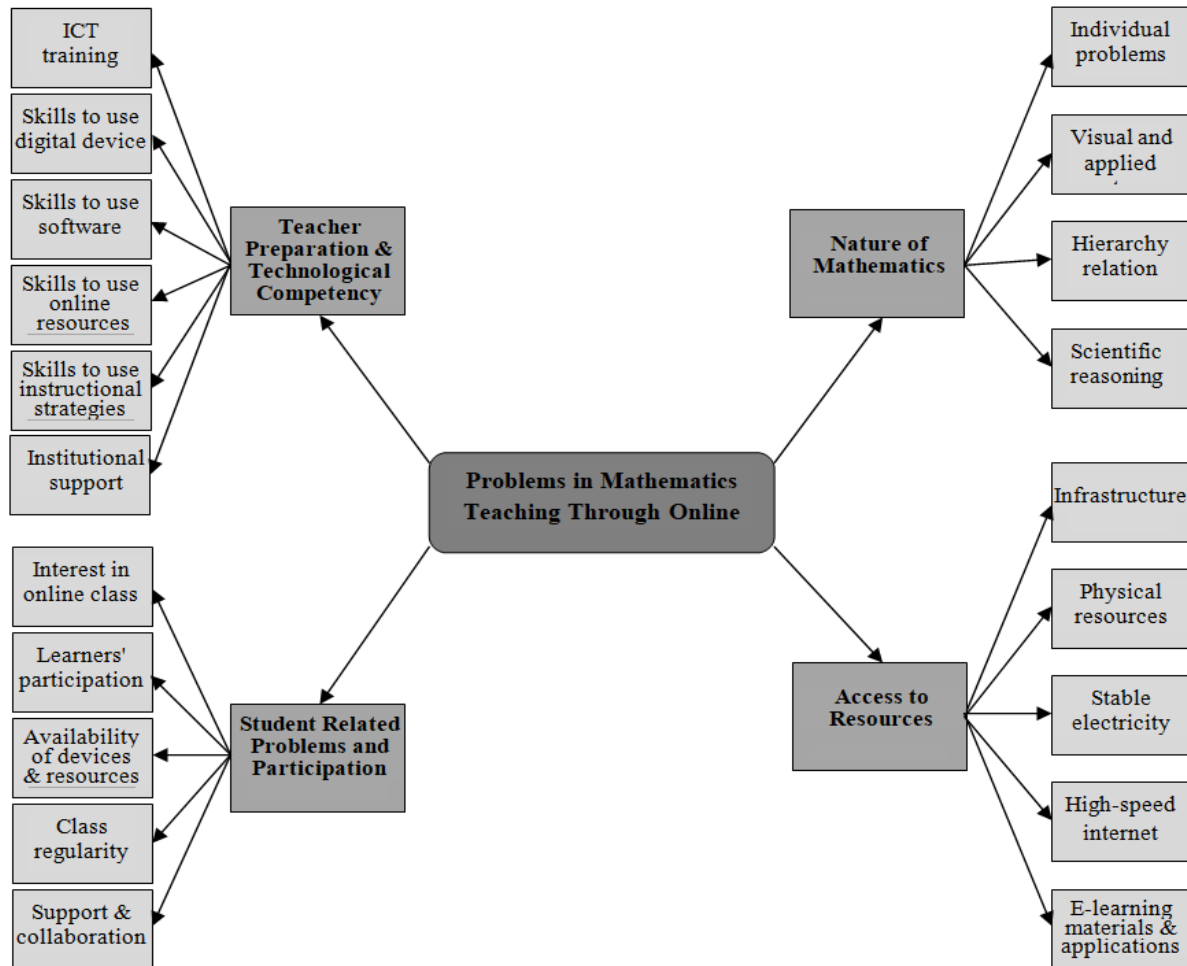 ICT
training
Skills to use
digital device
Skills to use
software
Skills to use
online
resources
Skills to use
instructional
strategies
Institutional
support
Teacher
Preparation &
Technological
Competency
Nature of
Mathematics
Individual
problems
Visual and
applied
Hierarchy
relation
Scientific
reasoning
Problems in Mathematics
Teaching Through Online
Interest in
online class
Learners'
participation
Availability
of devices
& resources
Class
regularity
Support &
collaboration
Student Related
Problems and
Participation
Access to
Resources
Infrastructure
Physical
resources
Stable
electricity
High-speed
internet
E-learning
materials &
applications